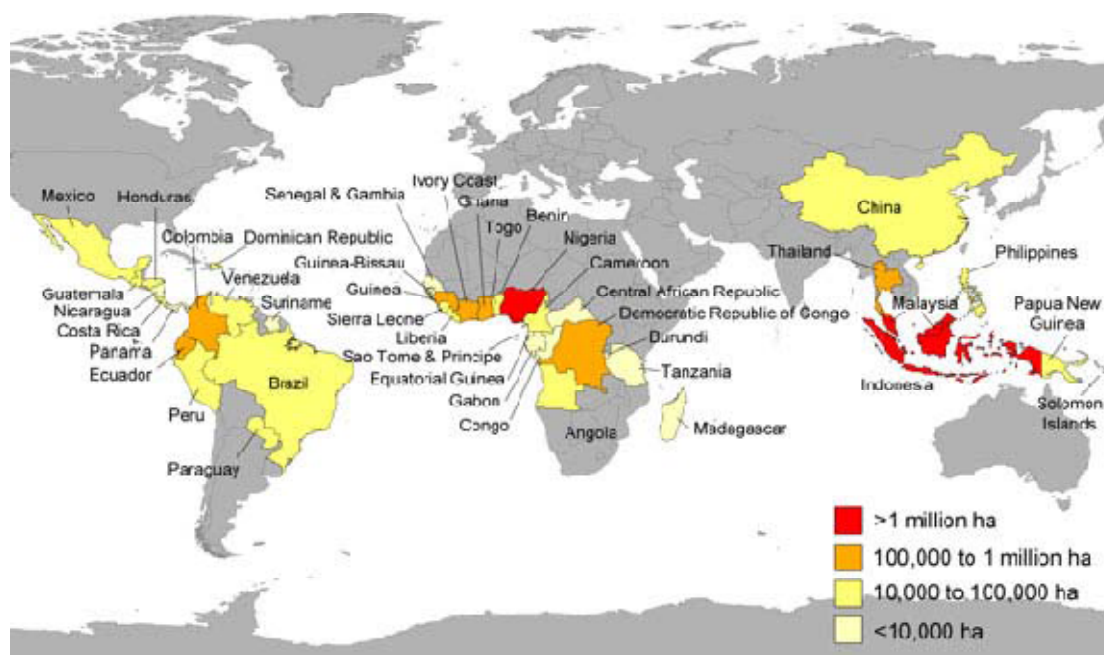 Mexico
Honduras
Colombia
Dominican Republic
Venezuela
Suriname
Guatemala
Nicaragua
Costa Rica
Panama
Ecuador
Peru
Brazil
Paraguay
Senegal & Gambia
Ivory Coast
Ghana
Togo
Benin
Nigeria
Cameroon
Guinea-Bissau
Guinea
Sierra Leone
Liberia
Sao Tome & Principe
Equatorial Guinea
Gabon
Congo
Central African Republic
Democratic Republic of Congo
Burundi
Tanzania
Angola
Madagascar
China
Thailand
Philippines
Malaysia
Papua New
Guinea
Indonesia
Solomon
Islands
>1 million ha
100,000 to 1 million ha
10,000 to 100,000 ha
<10,000 ha